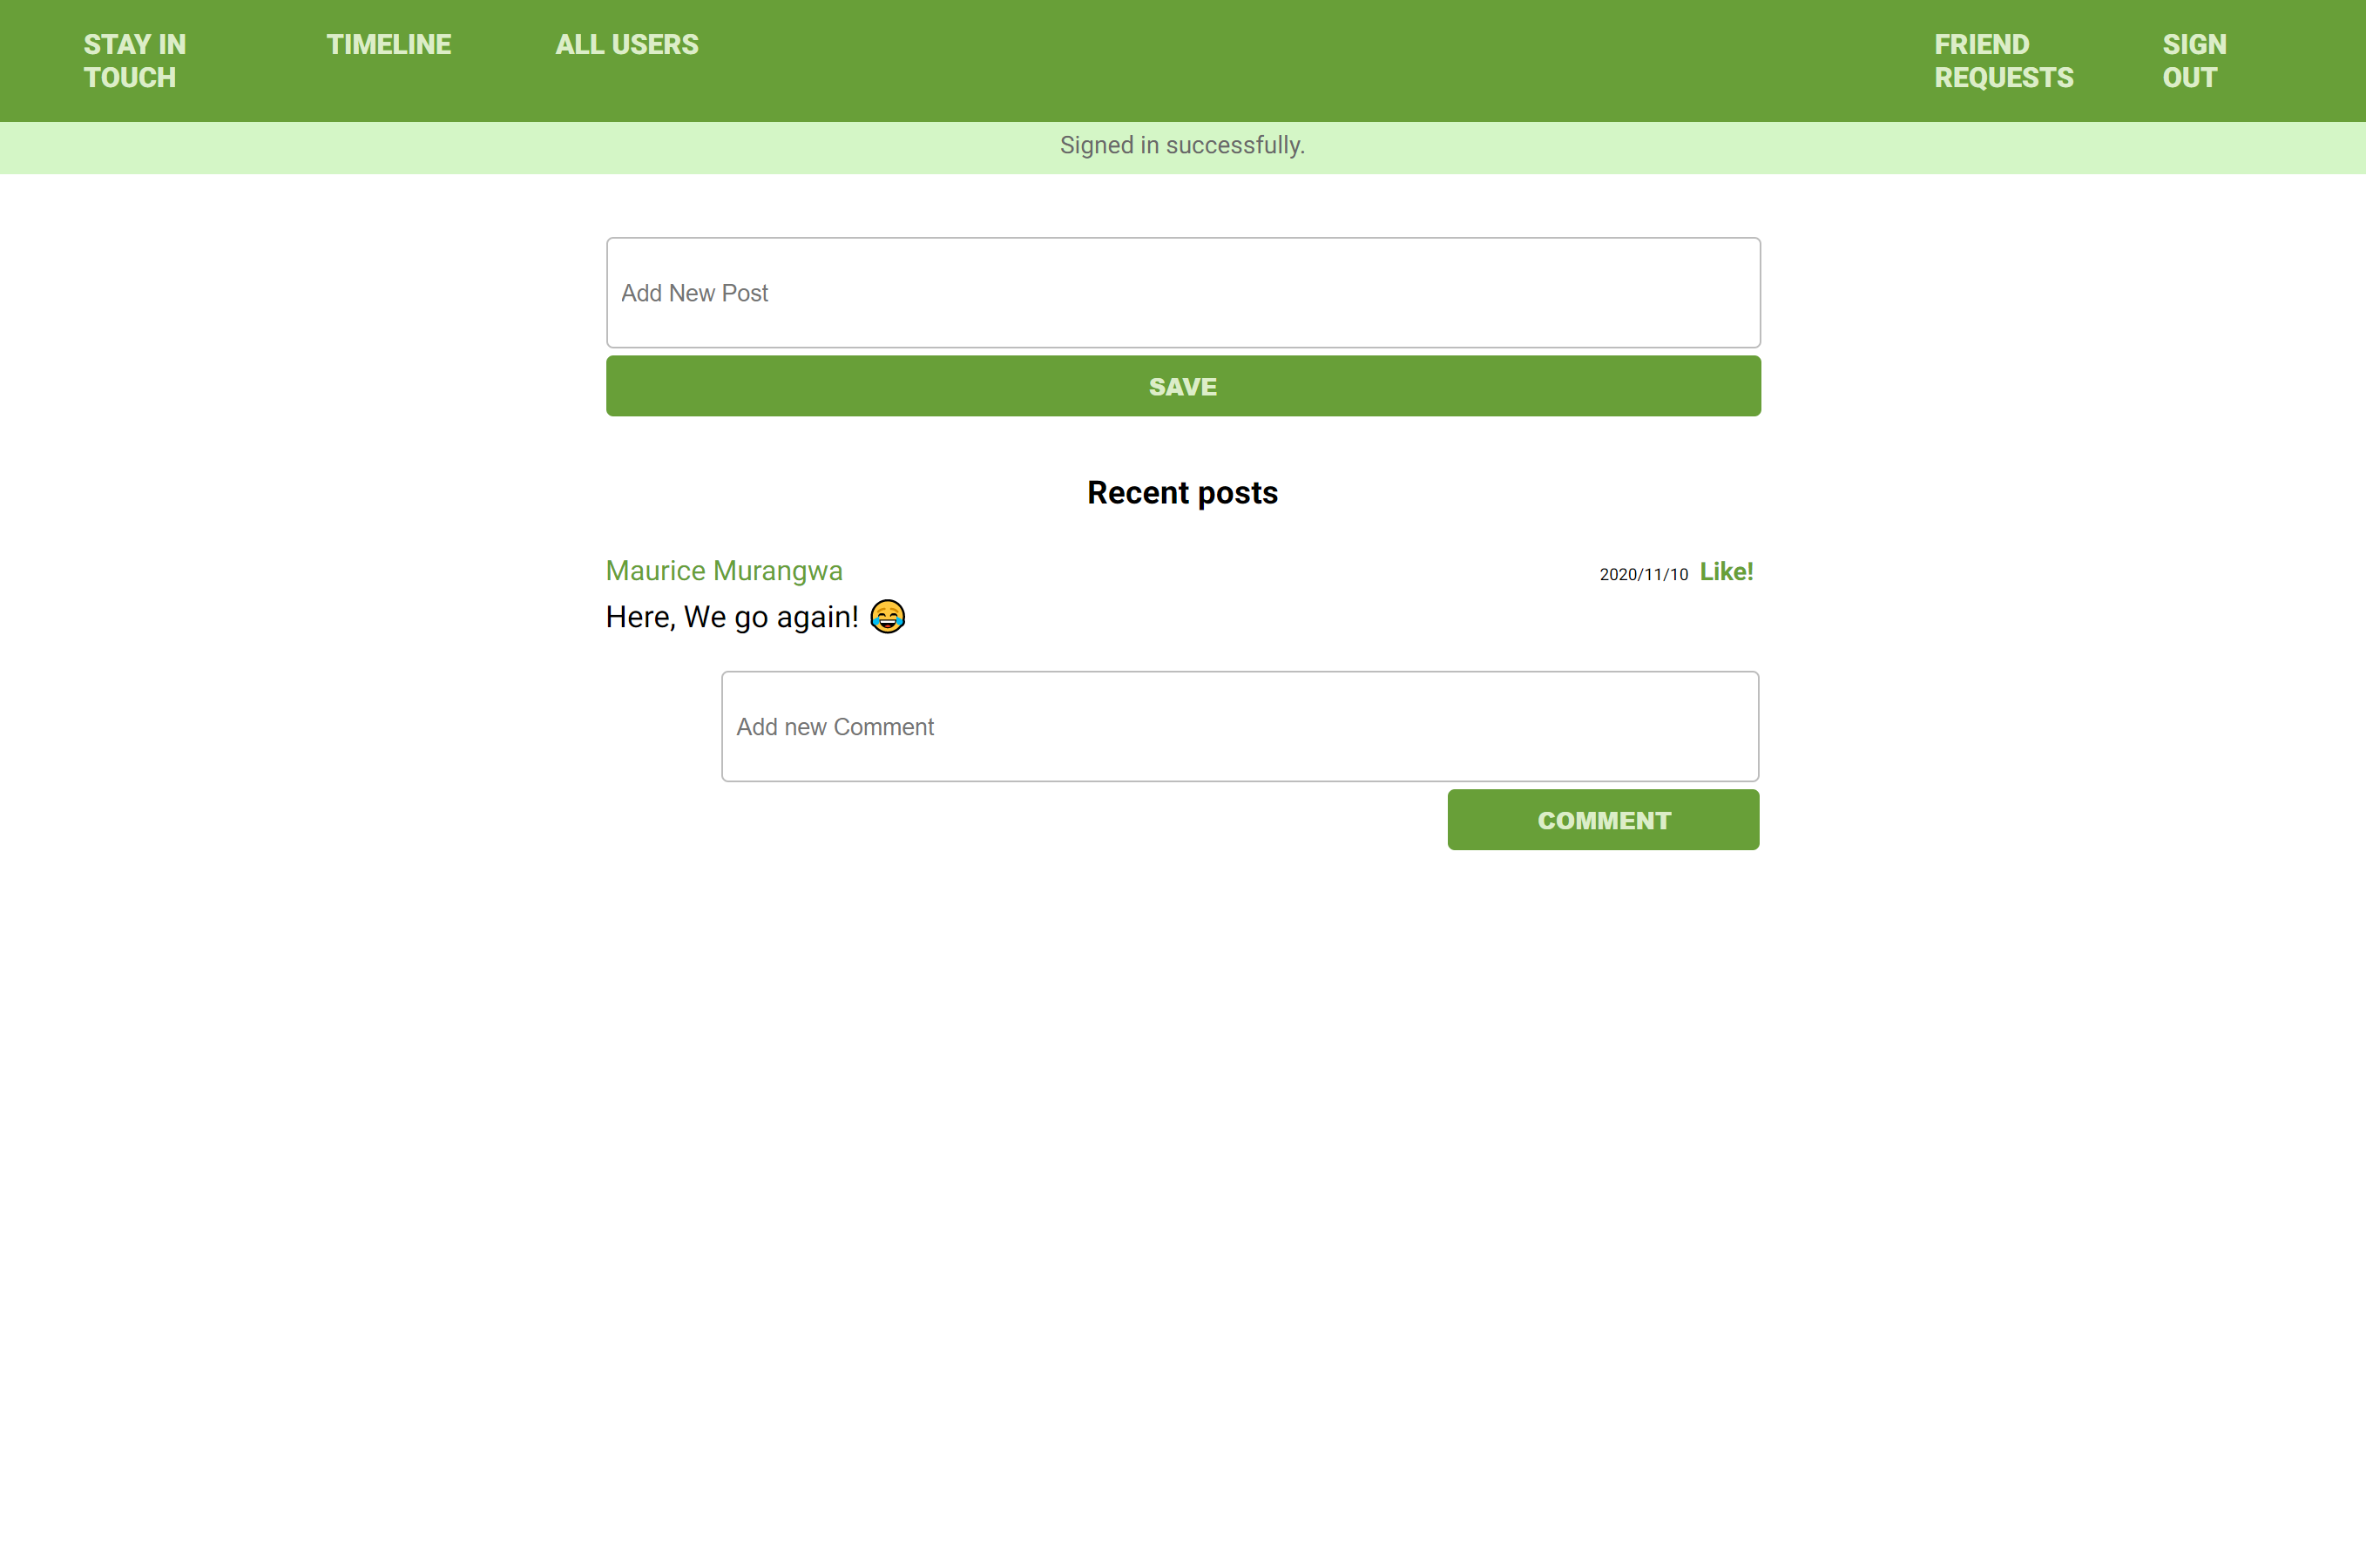 STAY IN
TOUCH
TIMELINE
ALL USERS
FRIEND
REQUESTS
SIGN
OUT
Signed in successfully.
Add New Post
SAVE
Recent posts
Maurice Murangwa
2020/11/10 Like!
Here, We go again! 😂
Add new Comment
COMMENT